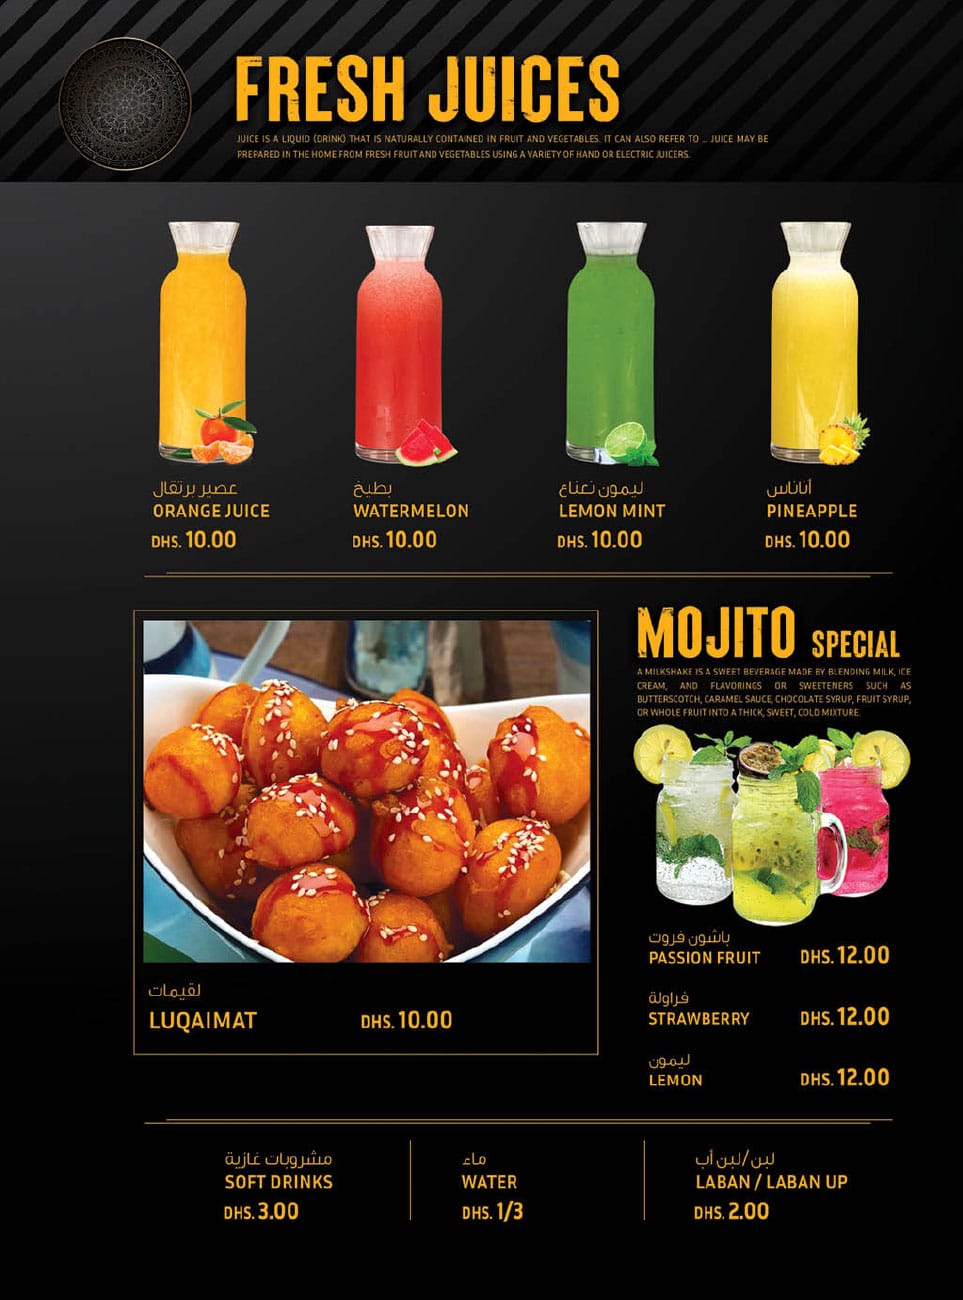 FRESH JUICES
JUICE IS A LIQUID (DRINK) THAT IS NATURALLY CONTAINED IN FRUIT AND VEGETABLES. IT CAN ALSO REFER TO ... JUICE MAY BE
PREPARED IN THE HOME FROM FRESH FRUIT AND VEGETABLES USING A VARIETY OF HAND OR ELECTRIC JUICERS.
عصير برتقال
ORANGE JUICE
DHS. 10.00
بطيخ
WATERMELON
DHS. 10.00
ليمون نعناع
LEMON MINT
DHS. 10.00
أناناس
PINEAPPLE
DHS. 10.00
لقيمات
LUQAIMAT DHS. 10.00
MOJITO SPECIAL
A MILKSHAKE IS A SWEET BEVERAGE MADE BY BLENDING MILK, ICE
CREAM, AND FLAVORINGS OR SWEETENERS SUCH AS
BUTTERSCOTCH, CARAMEL SAUCE, CHOCOLATE SYRUP, FRUIT SYRUP,
OR WHOLE FRUIT INTO A THICK, SWEET, COLD MIXTURE.
باشون فروت
PASSION FRUIT DHS. 12.00
فراولة
STRAWBERRY DHS. 12.00
ليمون
LEMON DHS. 12.00
مشروبات غازية
SOFT DRINKS
DHS. 3.00
ماء
WATER
DHS. 1/3
لبن/لبن أب
LABAN / LABAN UP
DHS. 2.00